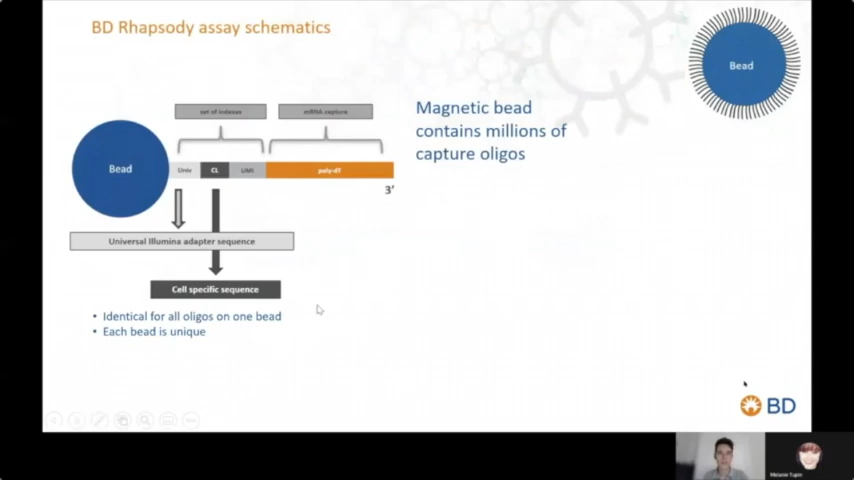 BD Rhapsody assay schematics
Bead
set of indexes
mRNA capture
Magnetic bead
contains millions of
capture oligos
Bead
Univ
CL
UMI
poly-dT
3'
Universal Illumina adapter sequence
Cell specific sequence
• Identical for all oligos on one bead
• Each bead is unique
BD
Melanie Tupin